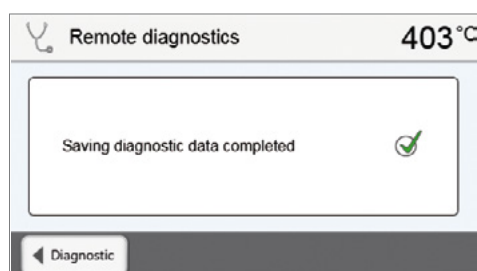 Remote diagnostics 403 °C
Saving diagnostic data completed
Diagnostic